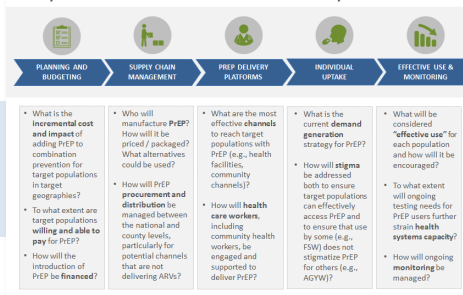 PLANNING AND
BUDGETING
SUPPLY CHAIN
MANAGEMENT
PREP DELIVERY
PLATFORMS
INDIVIDUAL
UPTAKE
EFFECTIVE USE &
MONITORING
• What is the
incremental cost
and impact of
adding PrEP to
combination
prevention for
target populations
in target
geographies?
• To what extent are
target populations
willing and able to
pay for PrEP?
• How will the
introduction of
PrEP be financed?
• Who will
manufacture PrEP?
How will it be
priced / packaged?
What alternatives
could be used?
• How will PrEP
procurement and
distribution be
managed between
the national and
county levels,
particularly for
potential channels
that are not
delivering ARVs?
• What are the most
effective channels
to reach target
populations with
PrEP (e.g., health
facilities,
community
channels)?
• How will health
care workers,
including
community health
workers, be
engaged and
supported to
deliver PrEP?
• What is the
current demand
generation
strategy for PrEP?
• How will stigma
be addressed
both to ensure
target populations
can effectively
access PrEP and
to ensure that use
by some (e.g.,
FSW) does not
stigmatize PrEP
for others (e.g.,
AGYW)?
• What will be
considered
"effective use" for
each population
and how will it be
encouraged?
• To what extent
will ongoing
testing needs for
PrEP users further
strain health
systems capacity?
• How will ongoing
monitoring be
managed?